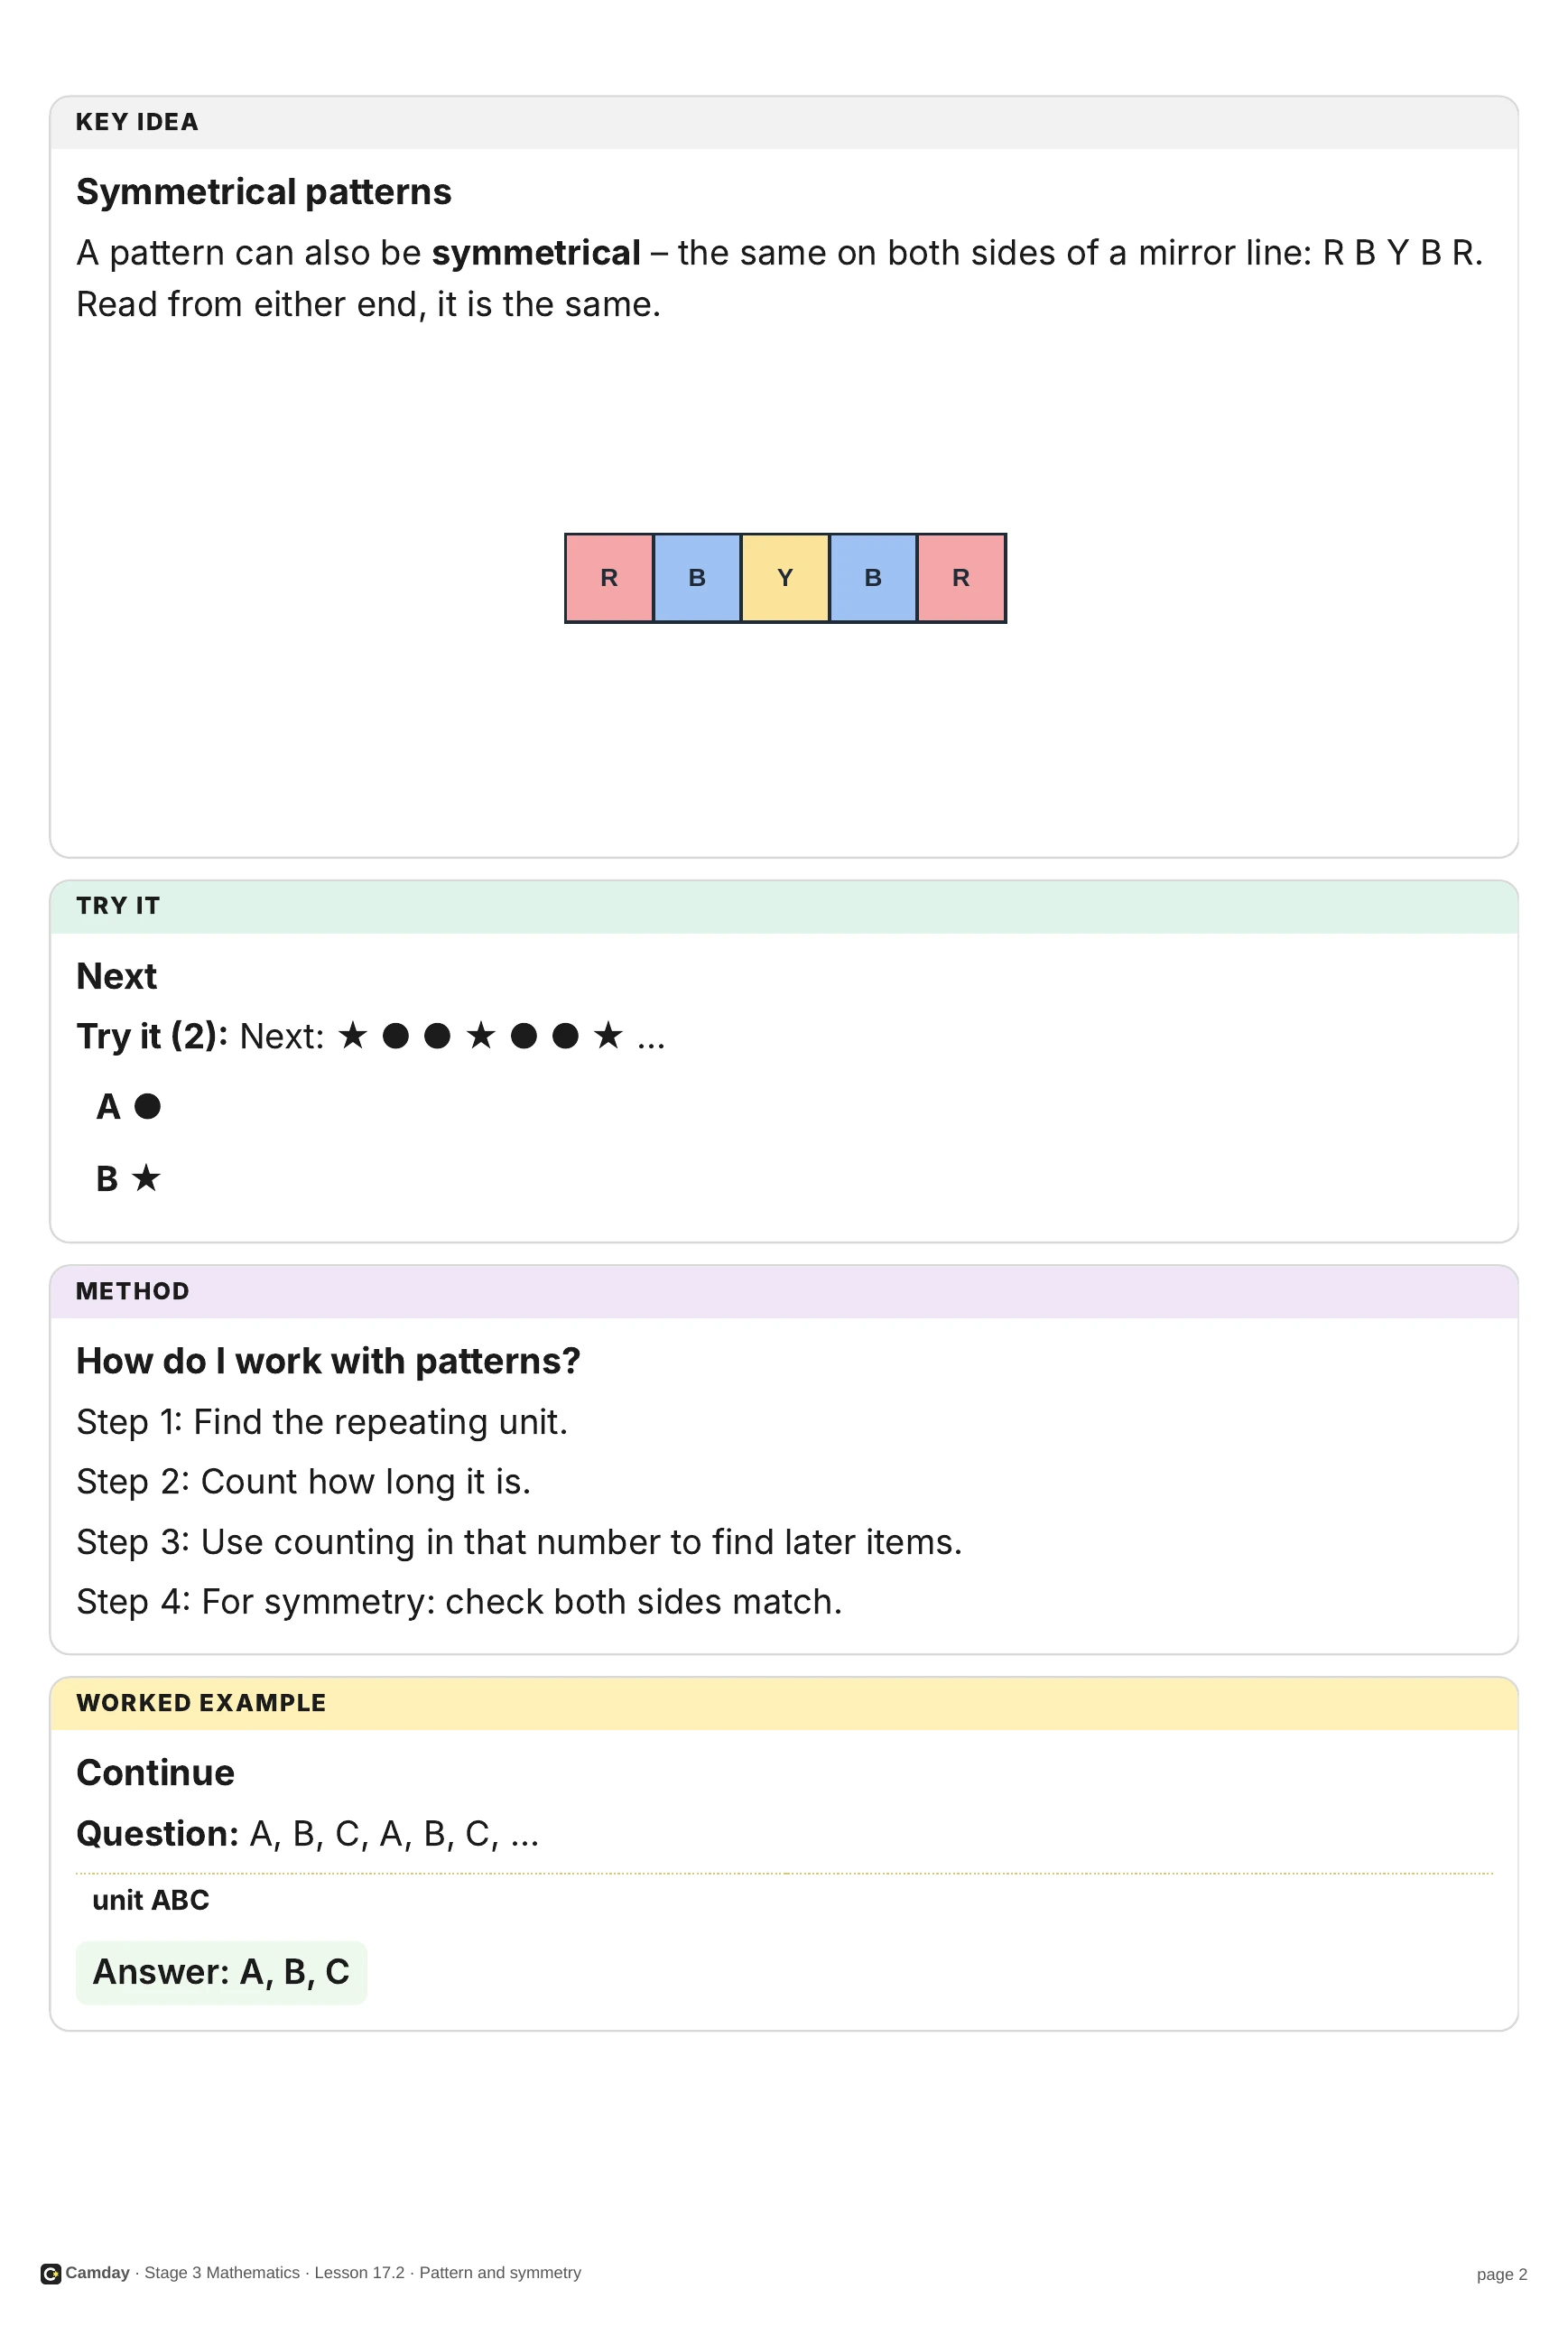 KEY IDEA
Symmetrical patterns
A pattern can also be symmetrical – the same on both sides of a mirror line: R B Y B R.
Read from either end, it is the same.
R B Y B R
TRY IT
Next
Try it (2): Next: ★ ● ● ★ ● ● ★ ...
A ●
B ★
METHOD
How do I work with patterns?
Step 1: Find the repeating unit.
Step 2: Count how long it is.
Step 3: Use counting in that number to find later items.
Step 4: For symmetry: check both sides match.
WORKED EXAMPLE
Continue
Question: A, B, C, A, B, C, ...
unit ABC
Answer: A, B, C
Camday · Stage 3 Mathematics · Lesson 17.2 · Pattern and symmetry
page 2